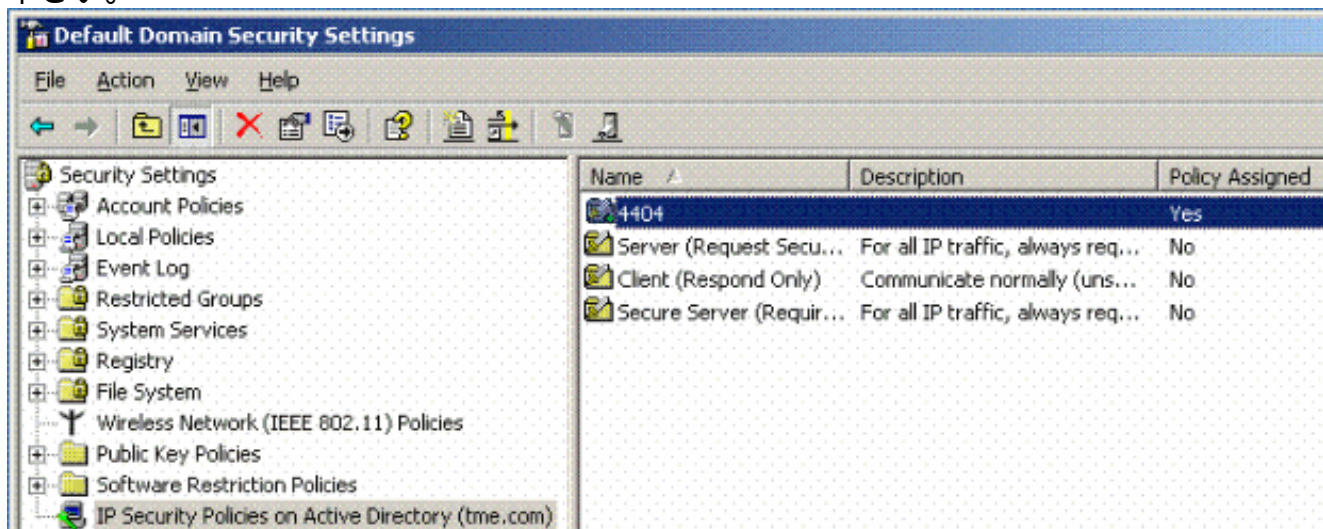 Default Domain Security Settings
File Action View Help
Security Settings
Account Policies
Local Policies
Event Log
Restricted Groups
System Services
Registry
File System
Wireless Network (IEEE 802.11) Policies
Public Key Policies
Software Restriction Policies
IP Security Policies on Active Directory (tme.com)
Name Description Policy Assigned
4404 Yes
Server (Request Secu... For all IP traffic, always req... No
Client (Respond Only) Communicate normally (uns... No
Secure Server (Requir... For all IP traffic, always req... No